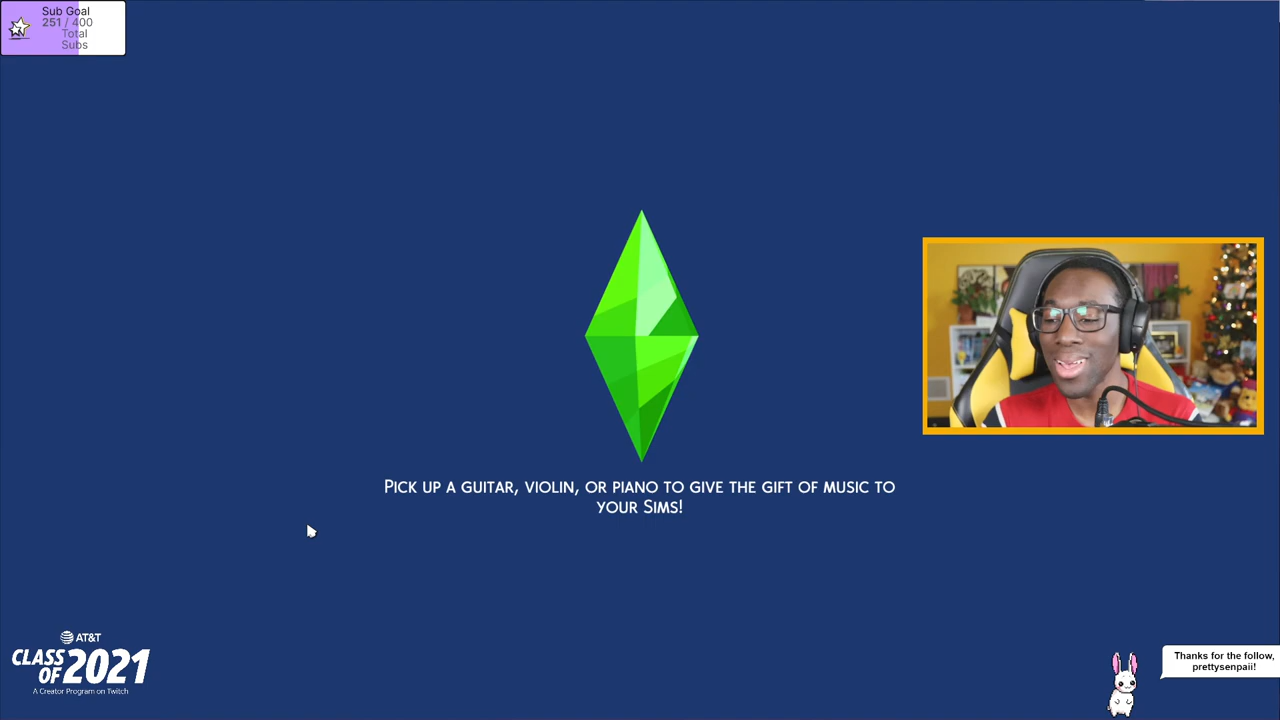 Sub Goal
251 / 400
Total
Subs
PICK UP A GUITAR, VIOLIN, OR PIANO TO GIVE THE GIFT OF MUSIC TO
YOUR SIMS!
AT&T
CLASS
OF 2021
A Creator Program on Twitch
Thanks for the follow,
prettysenpaii!